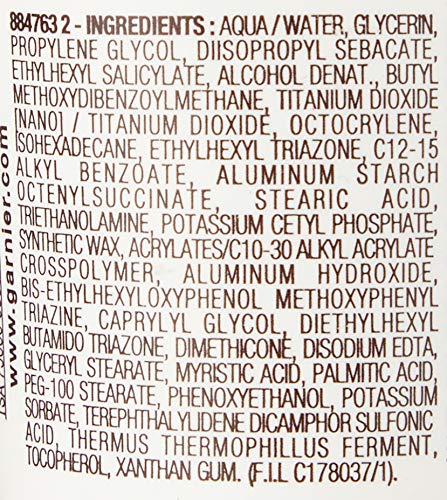 884763 2 - INGREDIENTS : AQUA / WATER, GLYCERIN,
PROPYLENE GLYCOL, DIISOPROPYL SEBACATE,
ETHYLHEXYL SALICYLATE, ALCOHOL DENAT., BUTYL
METHOXYDIBENZOYLMETHANE, TITANIUM DIOXIDE
[NANO] / TITANIUM DIOXIDE, OCTOCRYLENE,
ISOHEXADECANE, ETHYLHEXYL TRIAZONE, C12-15
ALKYL BENZOATE, ALUMINUM STARCH
OCTENYLSUCCINATE, STEARIC ACID,
TRIETHANOLAMINE, POTASSIUM CETYL PHOSPHATE,
SYNTHETIC WAX, ACRYLATES/C10-30 ALKYL ACRYLATE
CROSSPOLYMER, ALUMINUM HYDROXIDE,
BIS-ETHYLHEXYLOXYPHENOL METHOXYPHENYL
TRIAZINE, CAPRYLYL GLYCOL, DIETHYLHEXYL
BUTAMIDO TRIAZONE, DIMETHICONE, DISODIUM EDTA,
GLYCERYL STEARATE, MYRISTIC ACID, PALMITIC ACID,
PEG-100 STEARATE, PHENOXYETHANOL, POTASSIUM
SORBATE, TEREPHTHALYLIDENE DICAMPHOR SULFONIC
ACID, THERMUS THERMOPHILLUS FERMENT,
TOCOPHEROL, XANTHAN GUM. (F.I.L C178037/1).
www.garnier.com